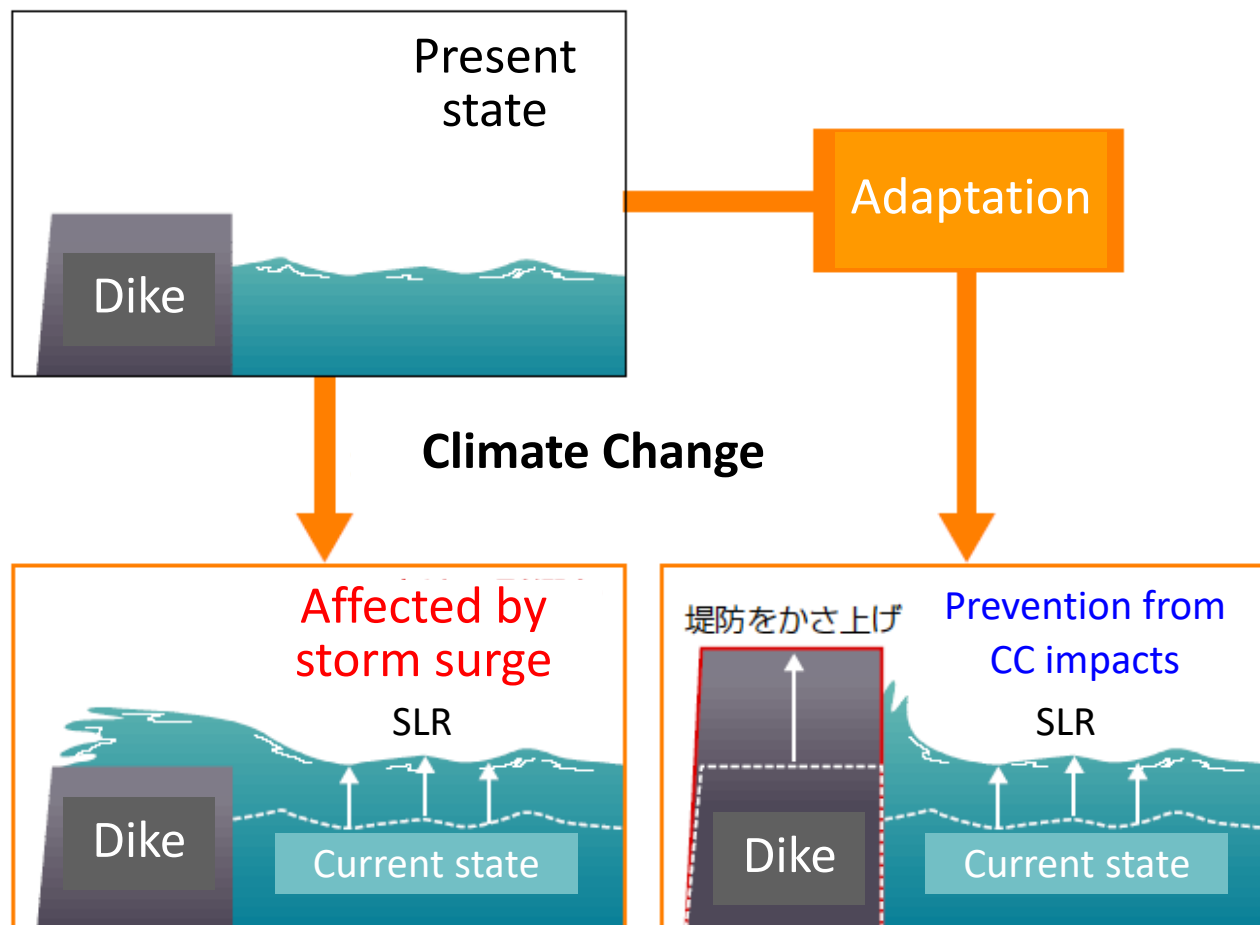 Present
state
Adaptation
Dike
Climate Change
Affected by
storm surge
SLR
Dike
Current state
堤防をかさ上げ
Prevention from
CC impacts
SLR
Dike
Current state